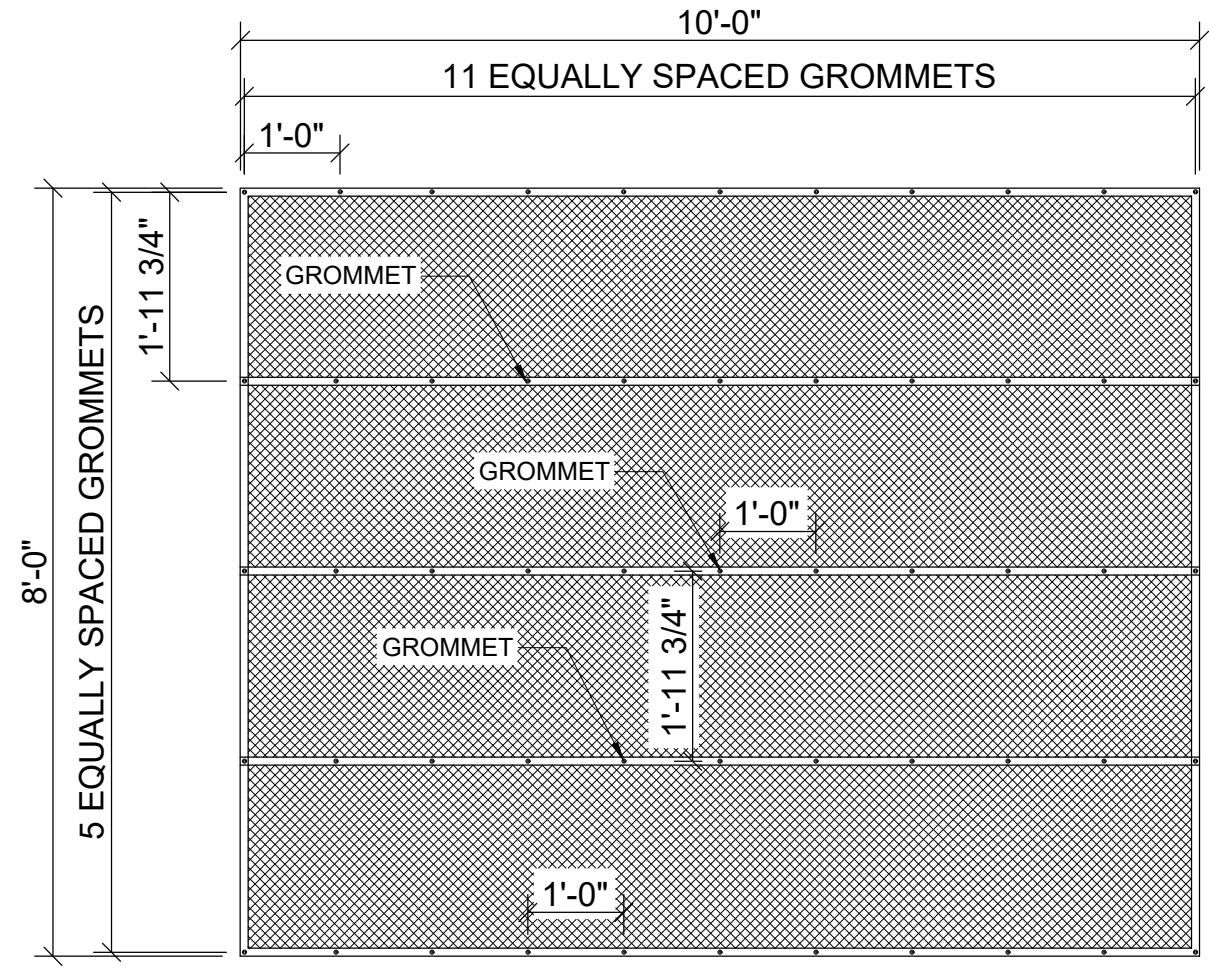 10'-0"
11 EQUALLY SPACED GROMMETS
1'-0"
1'-11 3/4"
GROMMET
8'-0"
5 EQUALLY SPACED GROMMETS
GROMMET
1'-0"
1'-11 3/4"
GROMMET
1'-0"